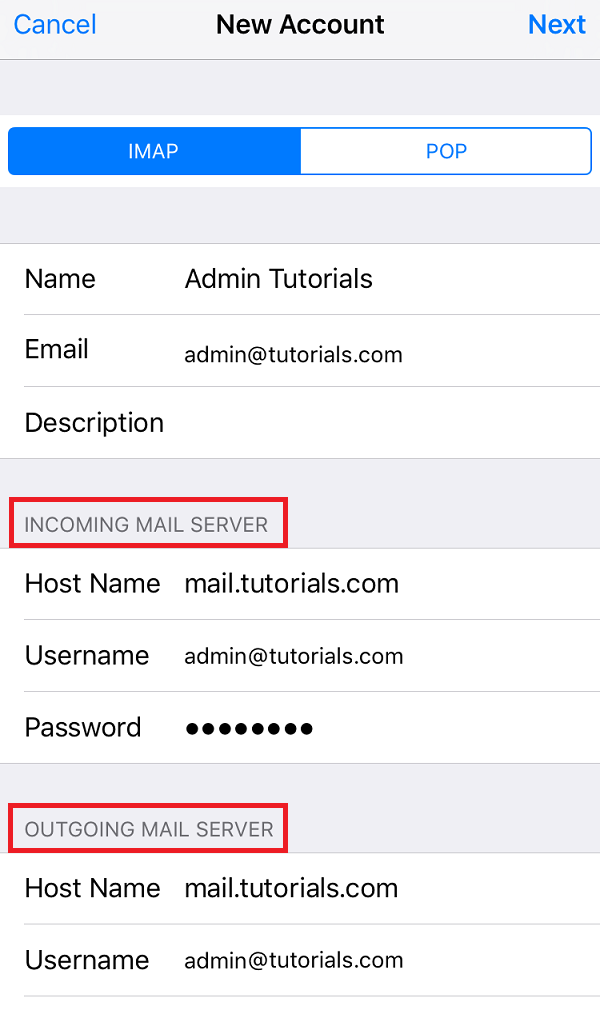 Cancel New Account Next
IMAP POP
Name Admin Tutorials
Email admin@tutorials.com
Description
INCOMING MAIL SERVER
Host Name mail.tutorials.com
Username admin@tutorials.com
Password ●●●●●●●●
OUTGOING MAIL SERVER
Host Name mail.tutorials.com
Username admin@tutorials.com